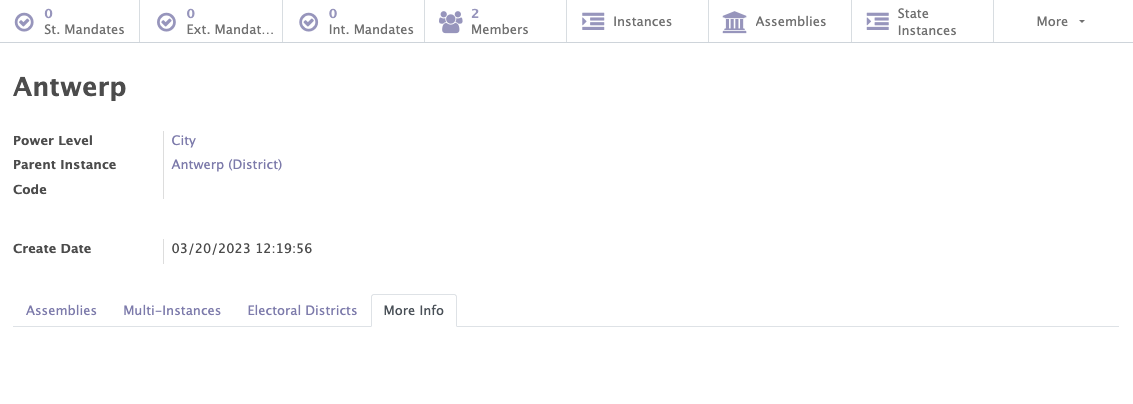 0
St. Mandates
0
Ext. Mandat...
0
Int. Mandates
2
Members
Instances
Assemblies
State
Instances
More
Antwerp
Power Level City
Parent Instance Antwerp (District)
Code
Create Date 03/20/2023 12:19:56
Assemblies Multi-Instances Electoral Districts More Info